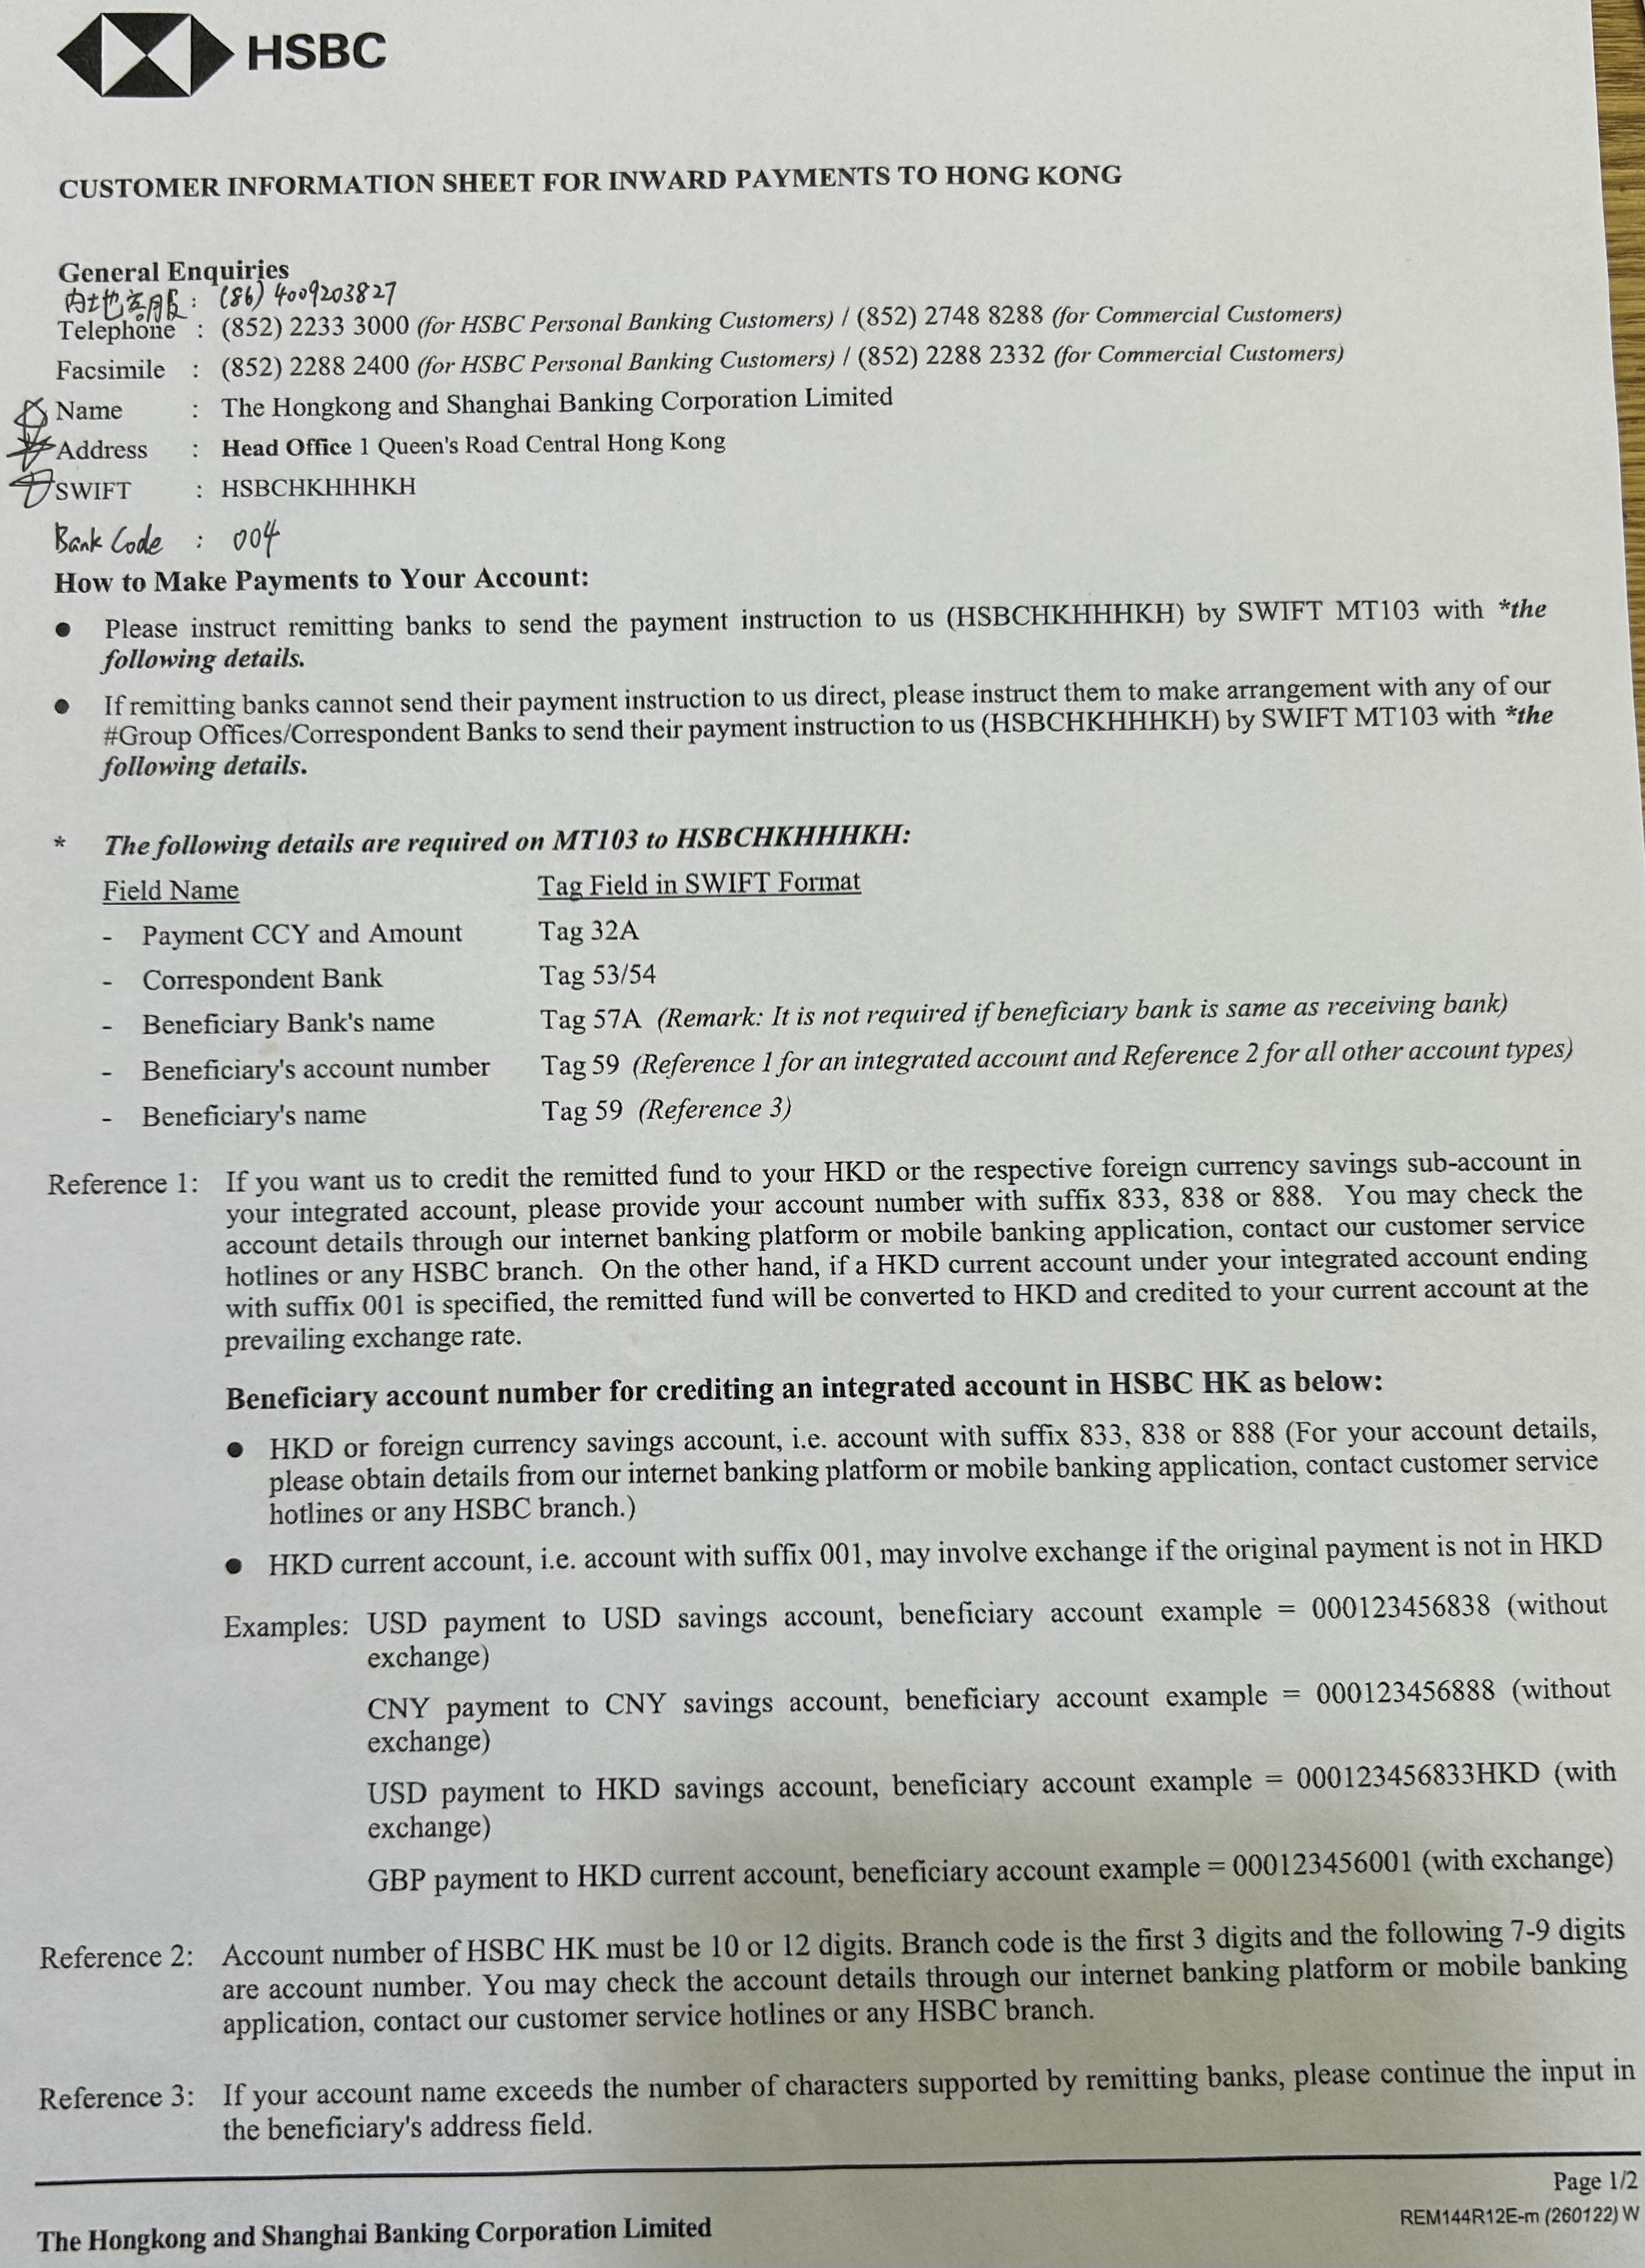 HSBC
CUSTOMER INFORMATION SHEET FOR INWARD PAYMENTS TO HONG KONG
General Enquiries
内地客服 : (86) 4009203827
Telephone : (852) 2233 3000 (for HSBC Personal Banking Customers) / (852) 2748 8288 (for Commercial Customers)
Facsimile : (852) 2288 2400 (for HSBC Personal Banking Customers) / (852) 2288 2332 (for Commercial Customers)
Name : The Hongkong and Shanghai Banking Corporation Limited
Address : Head Office 1 Queen's Road Central Hong Kong
SWIFT : HSBCHKHHHKH
Bank Code : 004
How to Make Payments to Your Account:
● Please instruct remitting banks to send the payment instruction to us (HSBCHKHHHKH) by SWIFT MT103 with *the
following details.
● If remitting banks cannot send their payment instruction to us direct, please instruct them to make arrangement with any of our
#Group Offices/Correspondent Banks to send their payment instruction to us (HSBCHKHHHKH) by SWIFT MT103 with *the
following details.
* The following details are required on MT103 to HSBCHKHHHKH:
Field Name Tag Field in SWIFT Format
- Payment CCY and Amount Tag 32A
- Correspondent Bank Tag 53/54
- Beneficiary Bank's name Tag 57A (Remark: It is not required if beneficiary bank is same as receiving bank)
- Beneficiary's account number Tag 59 (Reference 1 for an integrated account and Reference 2 for all other account types)
- Beneficiary's name Tag 59 (Reference 3)
Reference 1: If you want us to credit the remitted fund to your HKD or the respective foreign currency savings sub-account in
your integrated account, please provide your account number with suffix 833, 838 or 888. You may check the
account details through our internet banking platform or mobile banking application, contact our customer service
hotlines or any HSBC branch. On the other hand, if a HKD current account under your integrated account ending
with suffix 001 is specified, the remitted fund will be converted to HKD and credited to your current account at the
prevailing exchange rate.
Beneficiary account number for crediting an integrated account in HSBC HK as below:
● HKD or foreign currency savings account, i.e. account with suffix 833, 838 or 888 (For your account details,
please obtain details from our internet banking platform or mobile banking application, contact customer service
hotlines or any HSBC branch.)
● HKD current account, i.e. account with suffix 001, may involve exchange if the original payment is not in HKD
Examples: USD payment to USD savings account, beneficiary account example = 000123456838 (without
exchange)
CNY payment to CNY savings account, beneficiary account example = 000123456888 (without
exchange)
USD payment to HKD savings account, beneficiary account example = 000123456833HKD (with
exchange)
GBP payment to HKD current account, beneficiary account example = 000123456001 (with exchange)
Reference 2: Account number of HSBC HK must be 10 or 12 digits. Branch code is the first 3 digits and the following 7-9 digits
are account number. You may check the account details through our internet banking platform or mobile banking
application, contact our customer service hotlines or any HSBC branch.
Reference 3: If your account name exceeds the number of characters supported by remitting banks, please continue the input in
the beneficiary's address field.
Page 1/2
REM144R12E-m (260122) W
The Hongkong and Shanghai Banking Corporation Limited